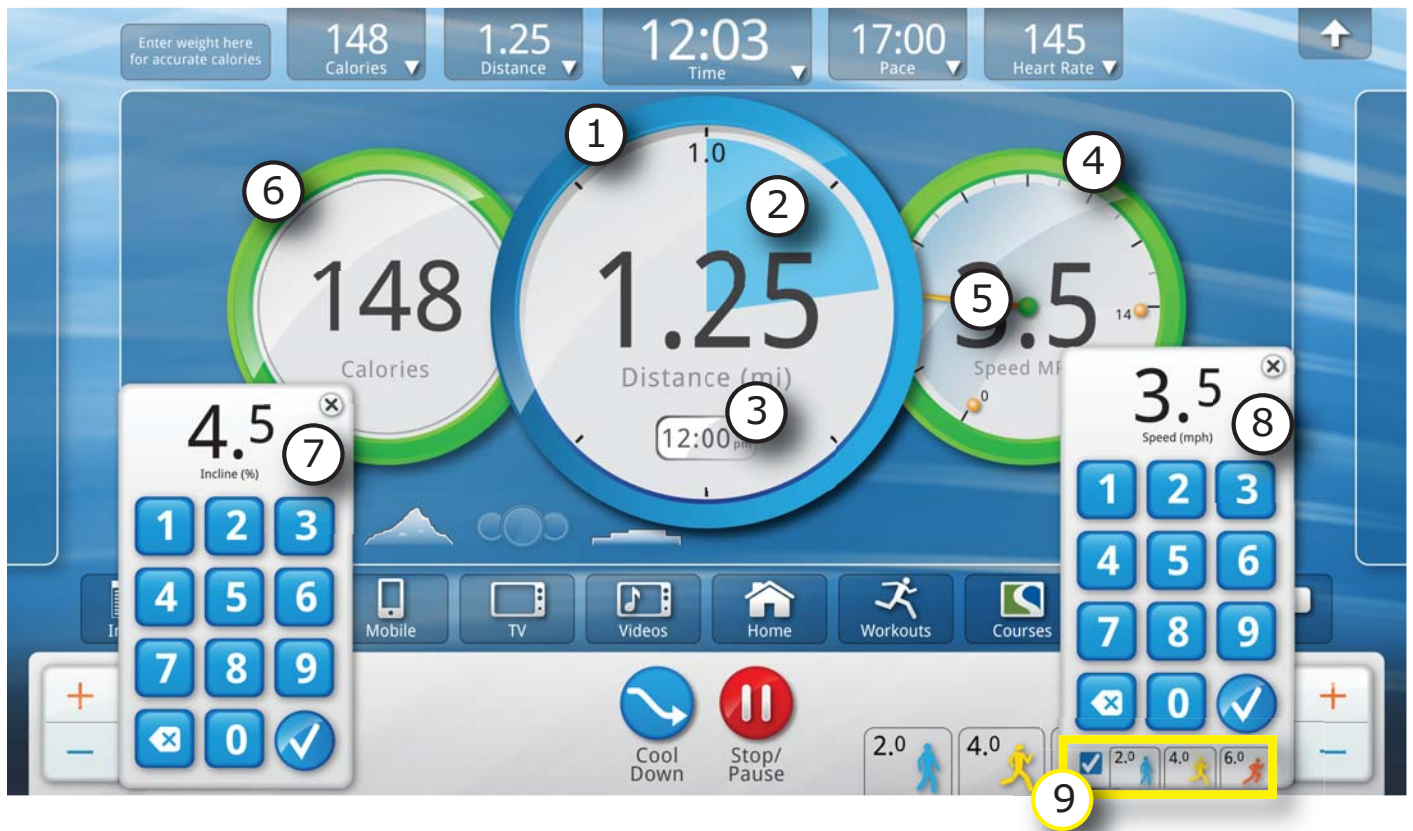 Enter weight here
for accurate calories
148
Calories
1.25
Distance
12:03
Time
17:00
Pace
145
Heart Rate
1
2
3
4
5
6
7
8
9
1.0
148
Calories
1.25
Distance (mi)
12:00 pm
3.5
Speed MP
14
0
4.5
Incline (%)
1 2 3
4 5 6
7 8 9
0
3.5
Speed (mph)
1 2 3
4 5 6
7 8 9
0
Mobile
TV
Videos
Home
Workouts
Courses
+
−
Cool
Down
Stop/
Pause
2.0
4.0
2.0
4.0
6.0
+
−